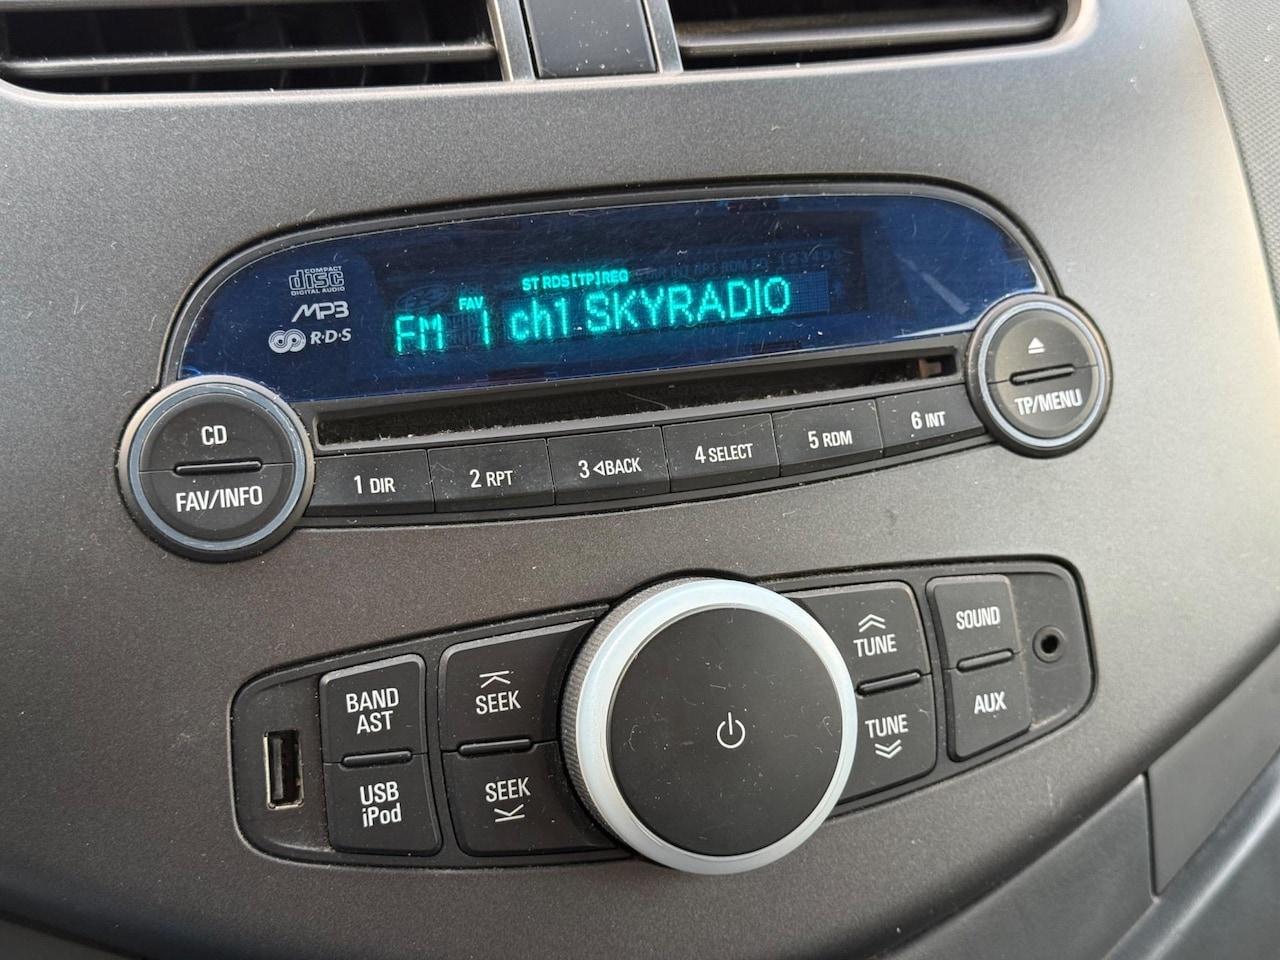 COMPACT
disc
DIGITAL AUDIO
MP3
R·D·S
ST RDS[TP]REG
FAV
FM 1 ch1 SKYRADIO
CD
FAV/INFO
1 DIR
2 RPT
3 ◁BACK
4 SELECT
5 RDM
6 INT
TP/MENU
BAND
AST
USB
iPod
SEEK
SEEK
TUNE
TUNE
SOUND
AUX